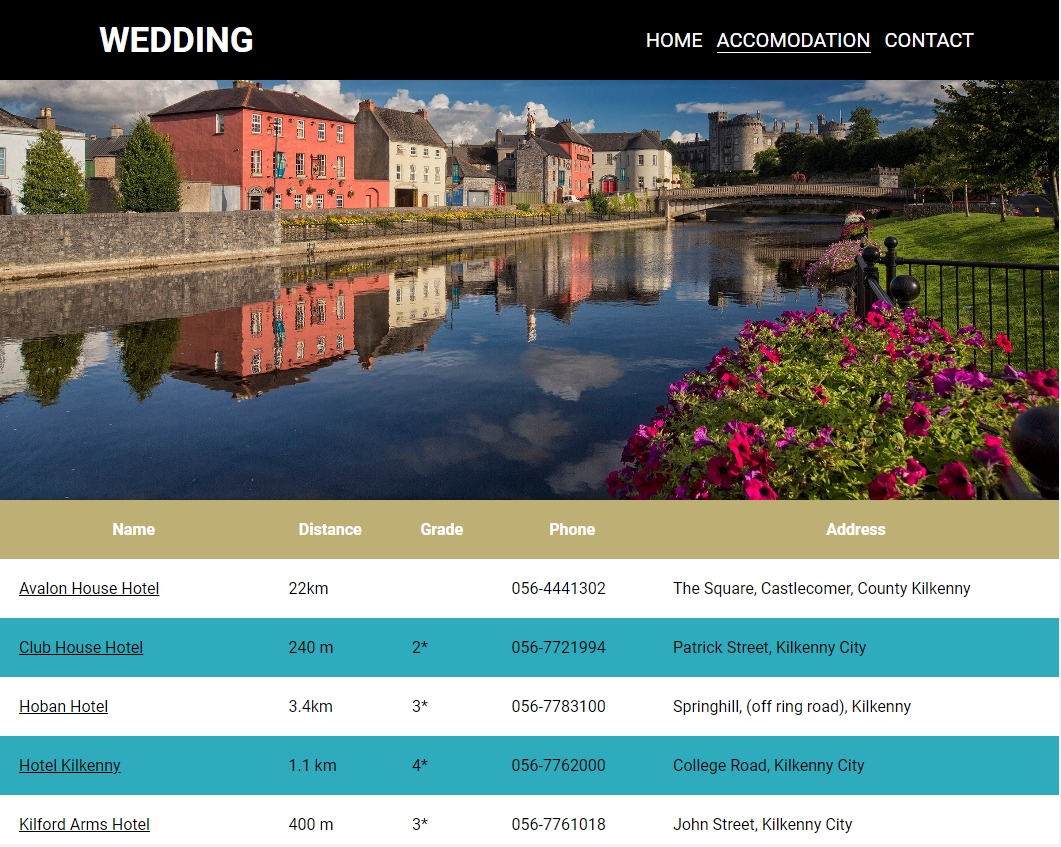 WEDDING HOME ACCOMODATION CONTACT
Name Distance Grade Phone Address
Avalon House Hotel 22km 056-4441302 The Square, Castlecomer, County Kilkenny
Club House Hotel 240 m 2* 056-7721994 Patrick Street, Kilkenny City
Hoban Hotel 3.4km 3* 056-7783100 Springhill, (off ring road), Kilkenny
Hotel Kilkenny 1.1 km 4* 056-7762000 College Road, Kilkenny City
Kilford Arms Hotel 400 m 3* 056-7761018 John Street, Kilkenny City